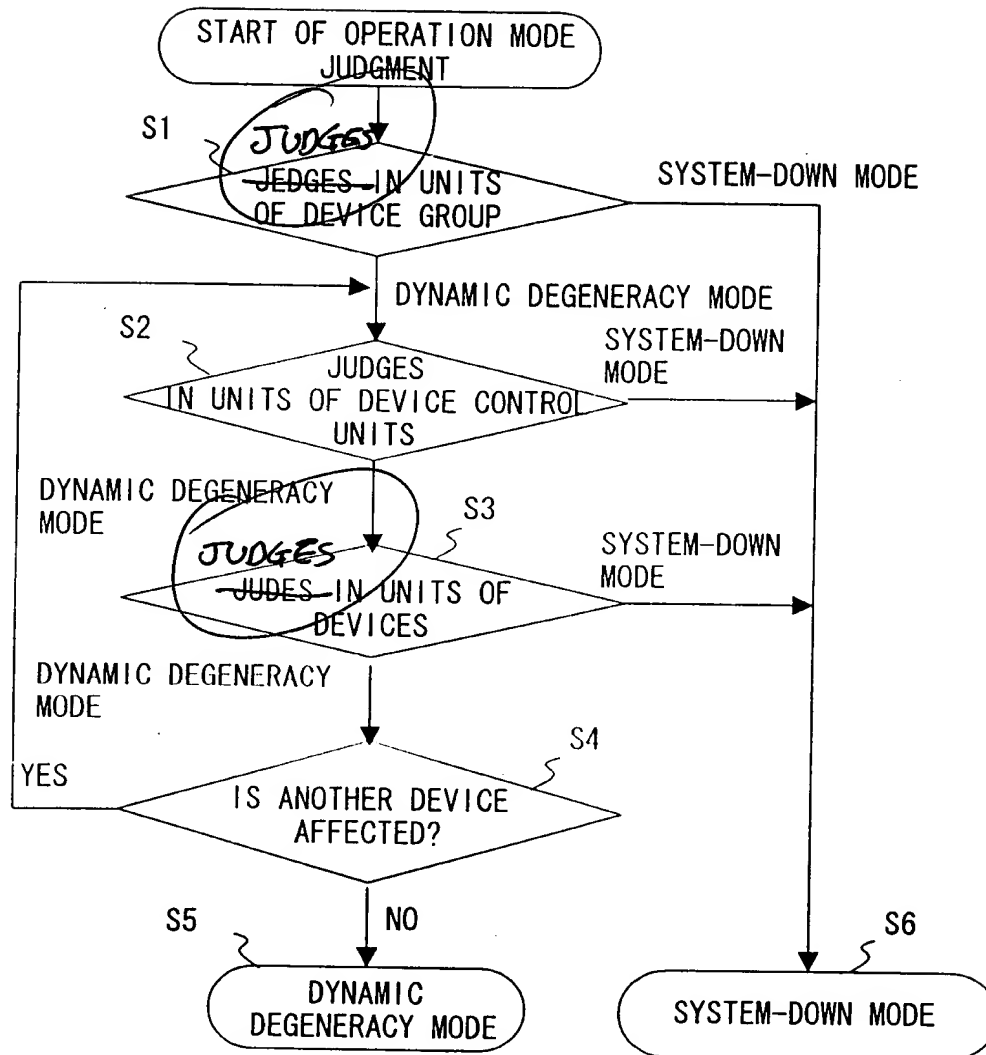 START OF OPERATION MODE
JUDGMENT
S1
JUDGES
JEDGES IN UNITS
OF DEVICE GROUP
SYSTEM-DOWN MODE
DYNAMIC DEGENERACY MODE
S2
JUDGES
IN UNITS OF DEVICE CONTROL
UNITS
SYSTEM-DOWN
MODE
DYNAMIC DEGENERACY
MODE
S3
JUDGES
JUDES IN UNITS OF
DEVICES
SYSTEM-DOWN
MODE
DYNAMIC DEGENERACY
MODE
S4
YES
IS ANOTHER DEVICE
AFFECTED?
NO
S5
DYNAMIC
DEGENERACY MODE
S6
SYSTEM-DOWN MODE